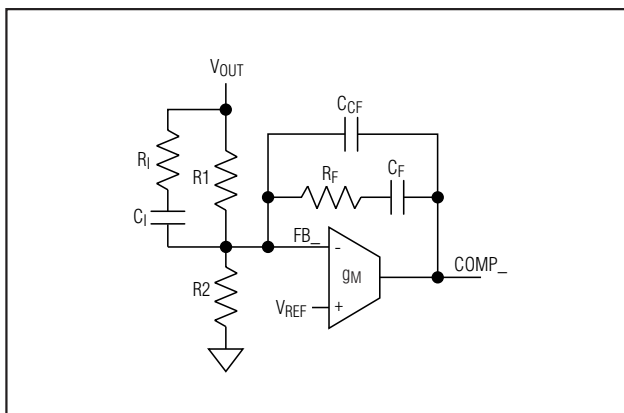 VOUT
CCF
RI
R1
RF
CF
CI
FB_
-
gM
COMP_
R2
VREF
+